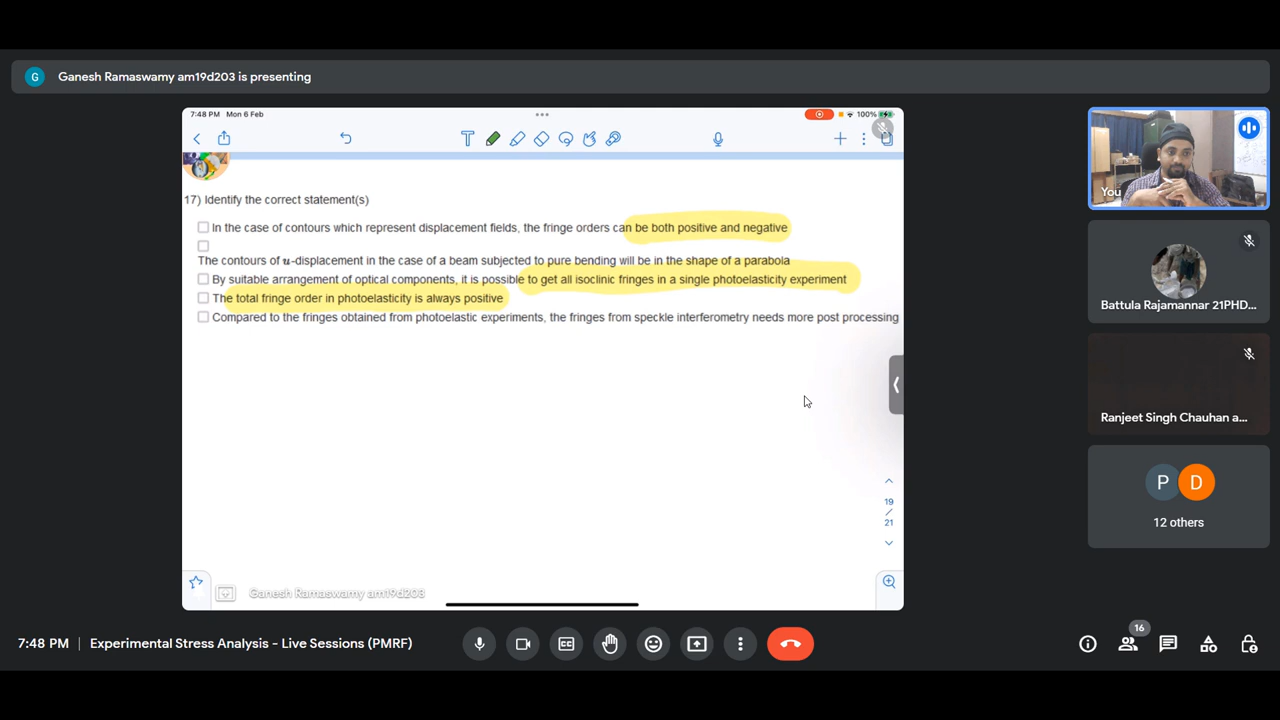 G Ganesh Ramaswamy am19d203 is presenting
7:48 PM Mon 6 Feb
100%
17) Identify the correct statement(s)
In the case of contours which represent displacement fields, the fringe orders can be both positive and negative
The contours of u-displacement in the case of a beam subjected to pure bending will be in the shape of a parabola
By suitable arrangement of optical components, it is possible to get all isoclinic fringes in a single photoelasticity experiment
The total fringe order in photoelasticity is always positive
Compared to the fringes obtained from photoelastic experiments, the fringes from speckle interferometry needs more post processing
19
/
21
Ganesh Ramaswamy am19d203
You
Battula Rajamannar 21PHD...
Ranjeet Singh Chauhan a...
P D
12 others
7:48 PM | Experimental Stress Analysis - Live Sessions (PMRF)
16